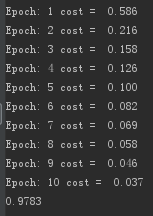 Epoch: 1 cost =  0.586
Epoch: 2 cost =  0.216
Epoch: 3 cost =  0.158
Epoch: 4 cost =  0.126
Epoch: 5 cost =  0.100
Epoch: 6 cost =  0.082
Epoch: 7 cost =  0.069
Epoch: 8 cost =  0.058
Epoch: 9 cost =  0.046
Epoch: 10 cost =  0.037
0.9783